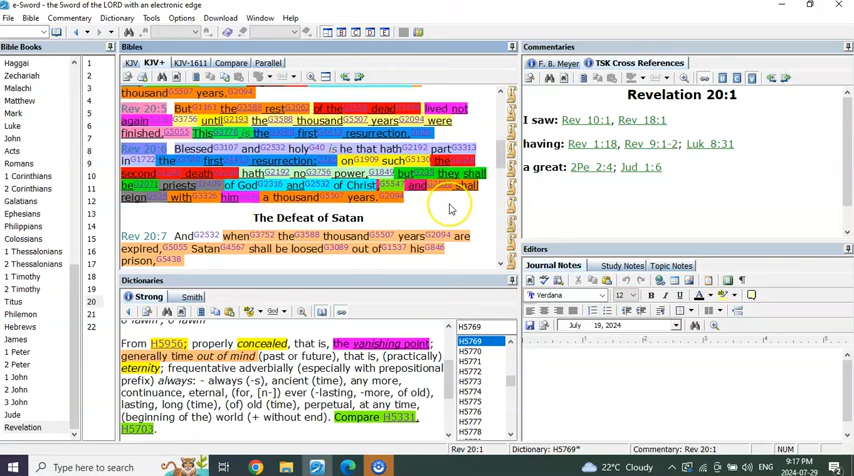 e-Sword - the Sword of the LORD with an electronic edge
File Bible Commentary Dictionary Tools Options Download Window Help
Bible Books
Haggai
Zechariah
Malachi
Matthew
Mark
Luke
John
Acts
Romans
1 Corinthians
2 Corinthians
Galatians
Ephesians
Philippians
Colossians
1 Thessalonians
2 Thessalonians
1 Timothy
2 Timothy
Titus
Philemon
Hebrews
James
1 Peter
2 Peter
1 John
2 John
3 John
Jude
Revelation
1
2
3
4
5
6
7
8
9
10
11
12
13
14
15
16
17
18
19
20
21
22
Bibles
KJV KJV+ KJV-1611 Compare Parallel
thousand G5507 years. G2094
Rev 20:5 But G1161 the G3588 rest G3062 of the dead lived not
again G3756 until G2193 the G3588 thousand G5507 years G2094 were
finished. G5055 This G3778 is the G3588 first resurrection.
Rev 20:6 Blessed G3107 and G2532 holy G40 is he that hath G2192 part G3313
in G1722 the first resurrection: on G1909 such G5130 the
second death hath G2192 no G3756 power, G1849 but G235 they shall
be G2071 priests G2409 of God G2316 and G2532 of Christ, G5547 and shall
reign with G3326 him a thousand G5507 years. G2094
The Defeat of Satan
Rev 20:7 And G2532 when G3752 the G3588 thousand G5507 years G2094 are
expired, G5055 Satan G4567 shall be loosed G3089 out of G1537 his G846
prison, G5438
Dictionaries
Strong Smith
From H5956; properly concealed, that is, the vanishing point;
generally time out of mind (past or future), that is, (practically)
eternity; frequentative adverbially (especially with prepositional
prefix) always: - always (-s), ancient (time), any more,
continuance, eternal, (for, [n-]) ever (-lasting, -more, of old),
lasting, long (time), (of) old (time), perpetual, at any time,
(beginning of the) world (+ without end). Compare H5331,
H5703.
H5769
H5769
H5770
H5771
H5772
H5773
H5774
H5775
H5776
H5777
H5778
Commentaries
F. B. Meyer TSK Cross References
Revelation 20:1
I saw: Rev 10:1, Rev 18:1
having: Rev 1:18, Rev 9:1-2, Luk 8:31
a great: 2Pe 2:4; Jud 1:6
Editors
Journal Notes Study Notes Topic Notes
Verdana 12 B I U A
July 19, 2024
Rev 20:1 Dictionary: H5769* Commentary: Rev 20:1 NUM
Type here to search
22°C Cloudy ENG 9:17 PM
2024-07-29